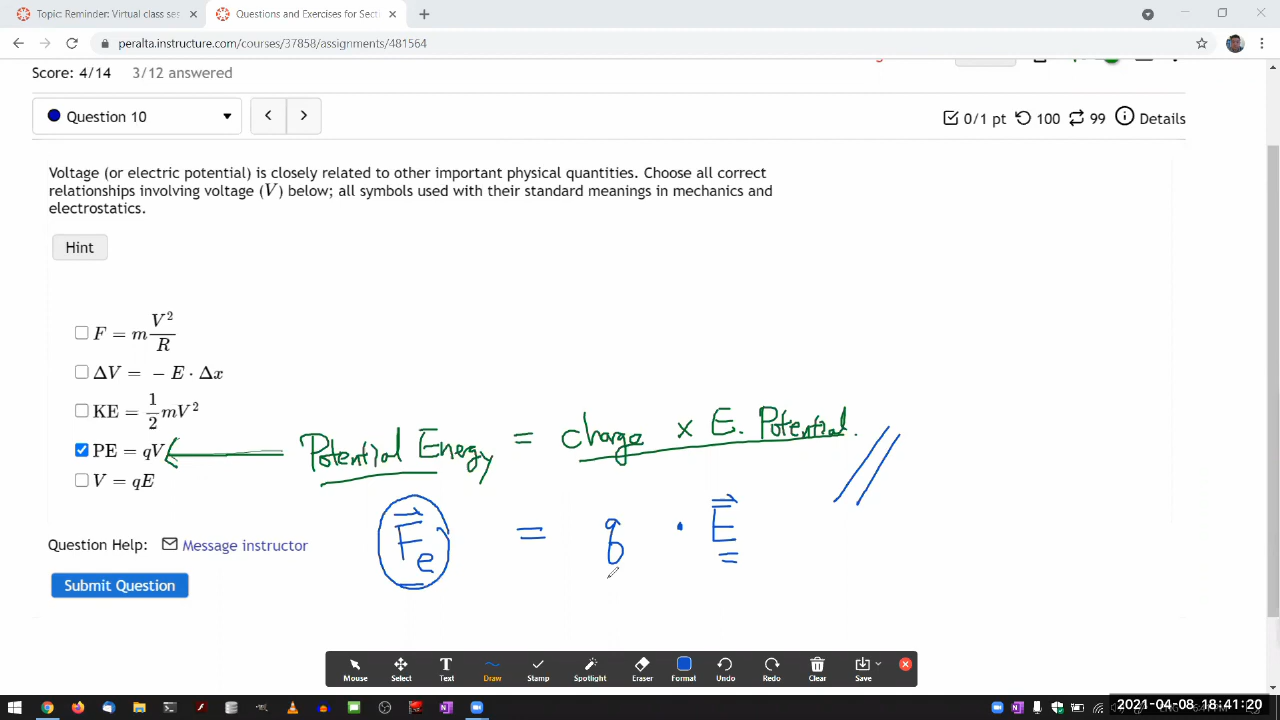 Topic: Reminder: Virtual class ses
Questions and Exercises for Sect
peralta.instructure.com/courses/37858/assignments/481564
Score: 4/14 3/12 answered
Question 10
0/1 pt 100 99 Details
Voltage (or electric potential) is closely related to other important physical quantities. Choose all correct
relationships involving voltage (V) below; all symbols used with their standard meanings in mechanics and
electrostatics.
Hint
F = m V²/R
ΔV = − E · Δx
KE = 1/2 mV²
PE = qV
Potential Energy = charge × E. Potential.
V = qE
F⃗e = q · E⃗
Question Help: Message instructor
Submit Question
Mouse Select Text Draw Stamp Spotlight Eraser Format Undo Redo Clear Save
2021-04-08 18:41:20